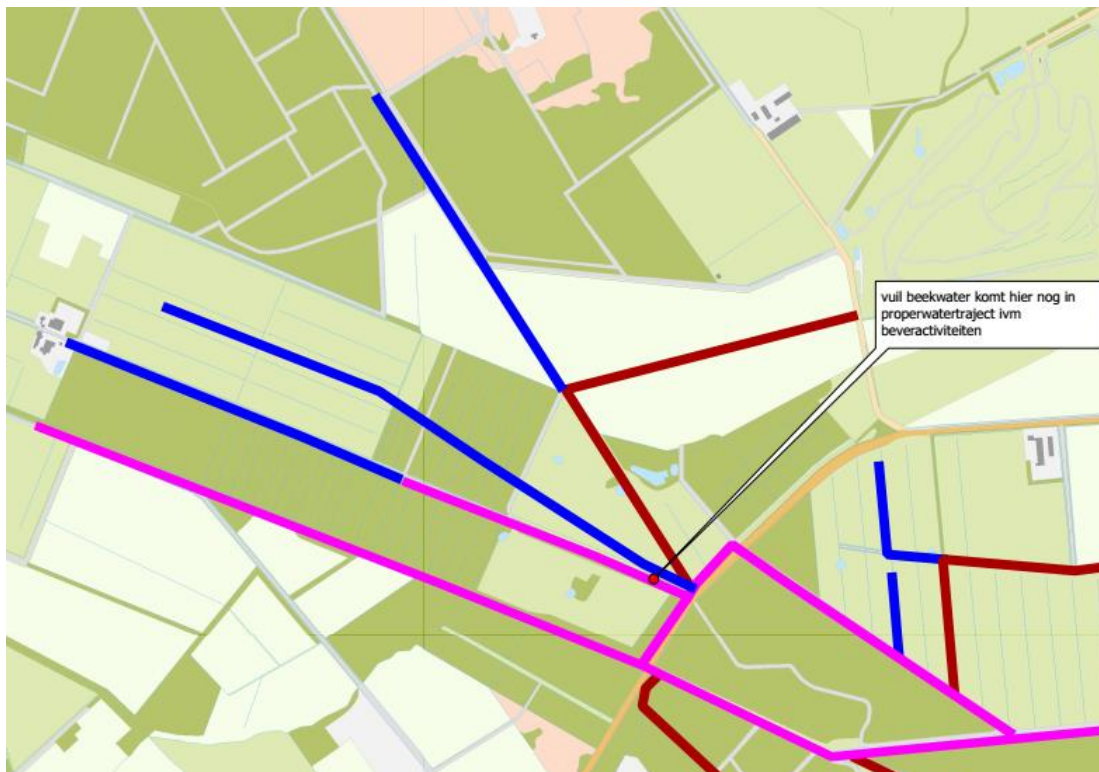 vuil beekwater komt hier nog in
properwatertraject ivm
beveractiviteiten